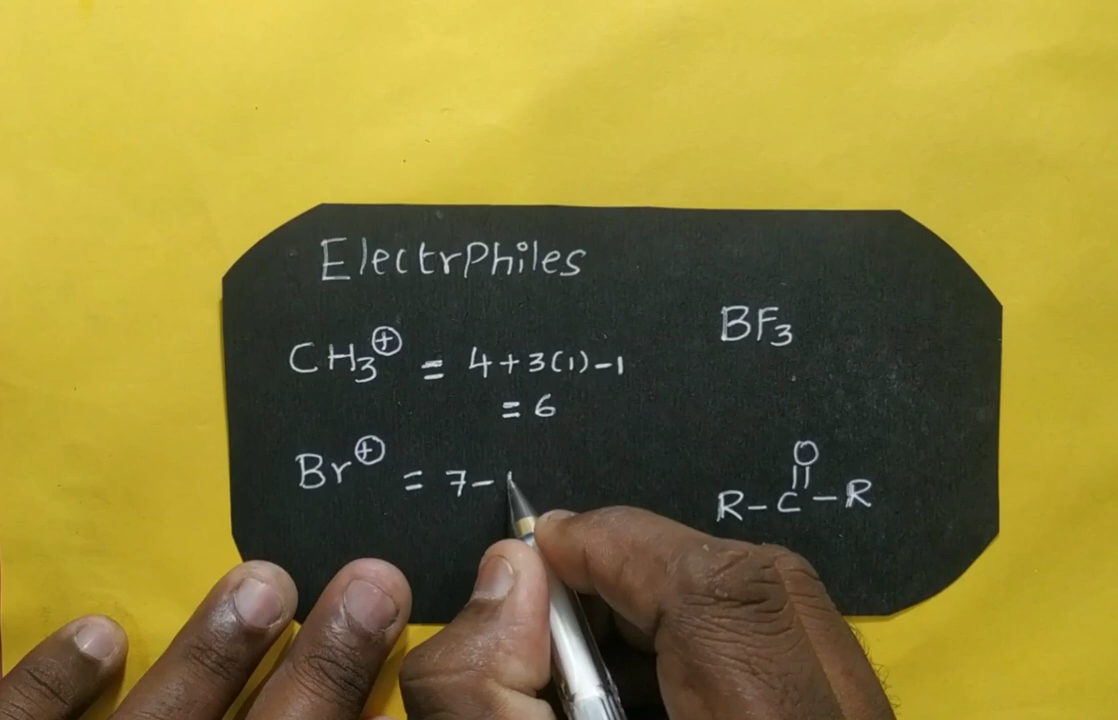 ElectrPhiles
CH₃⊕ = 4+3(1)-1
= 6
Br⊕ = 7-
BF₃
O
||
R-C-R